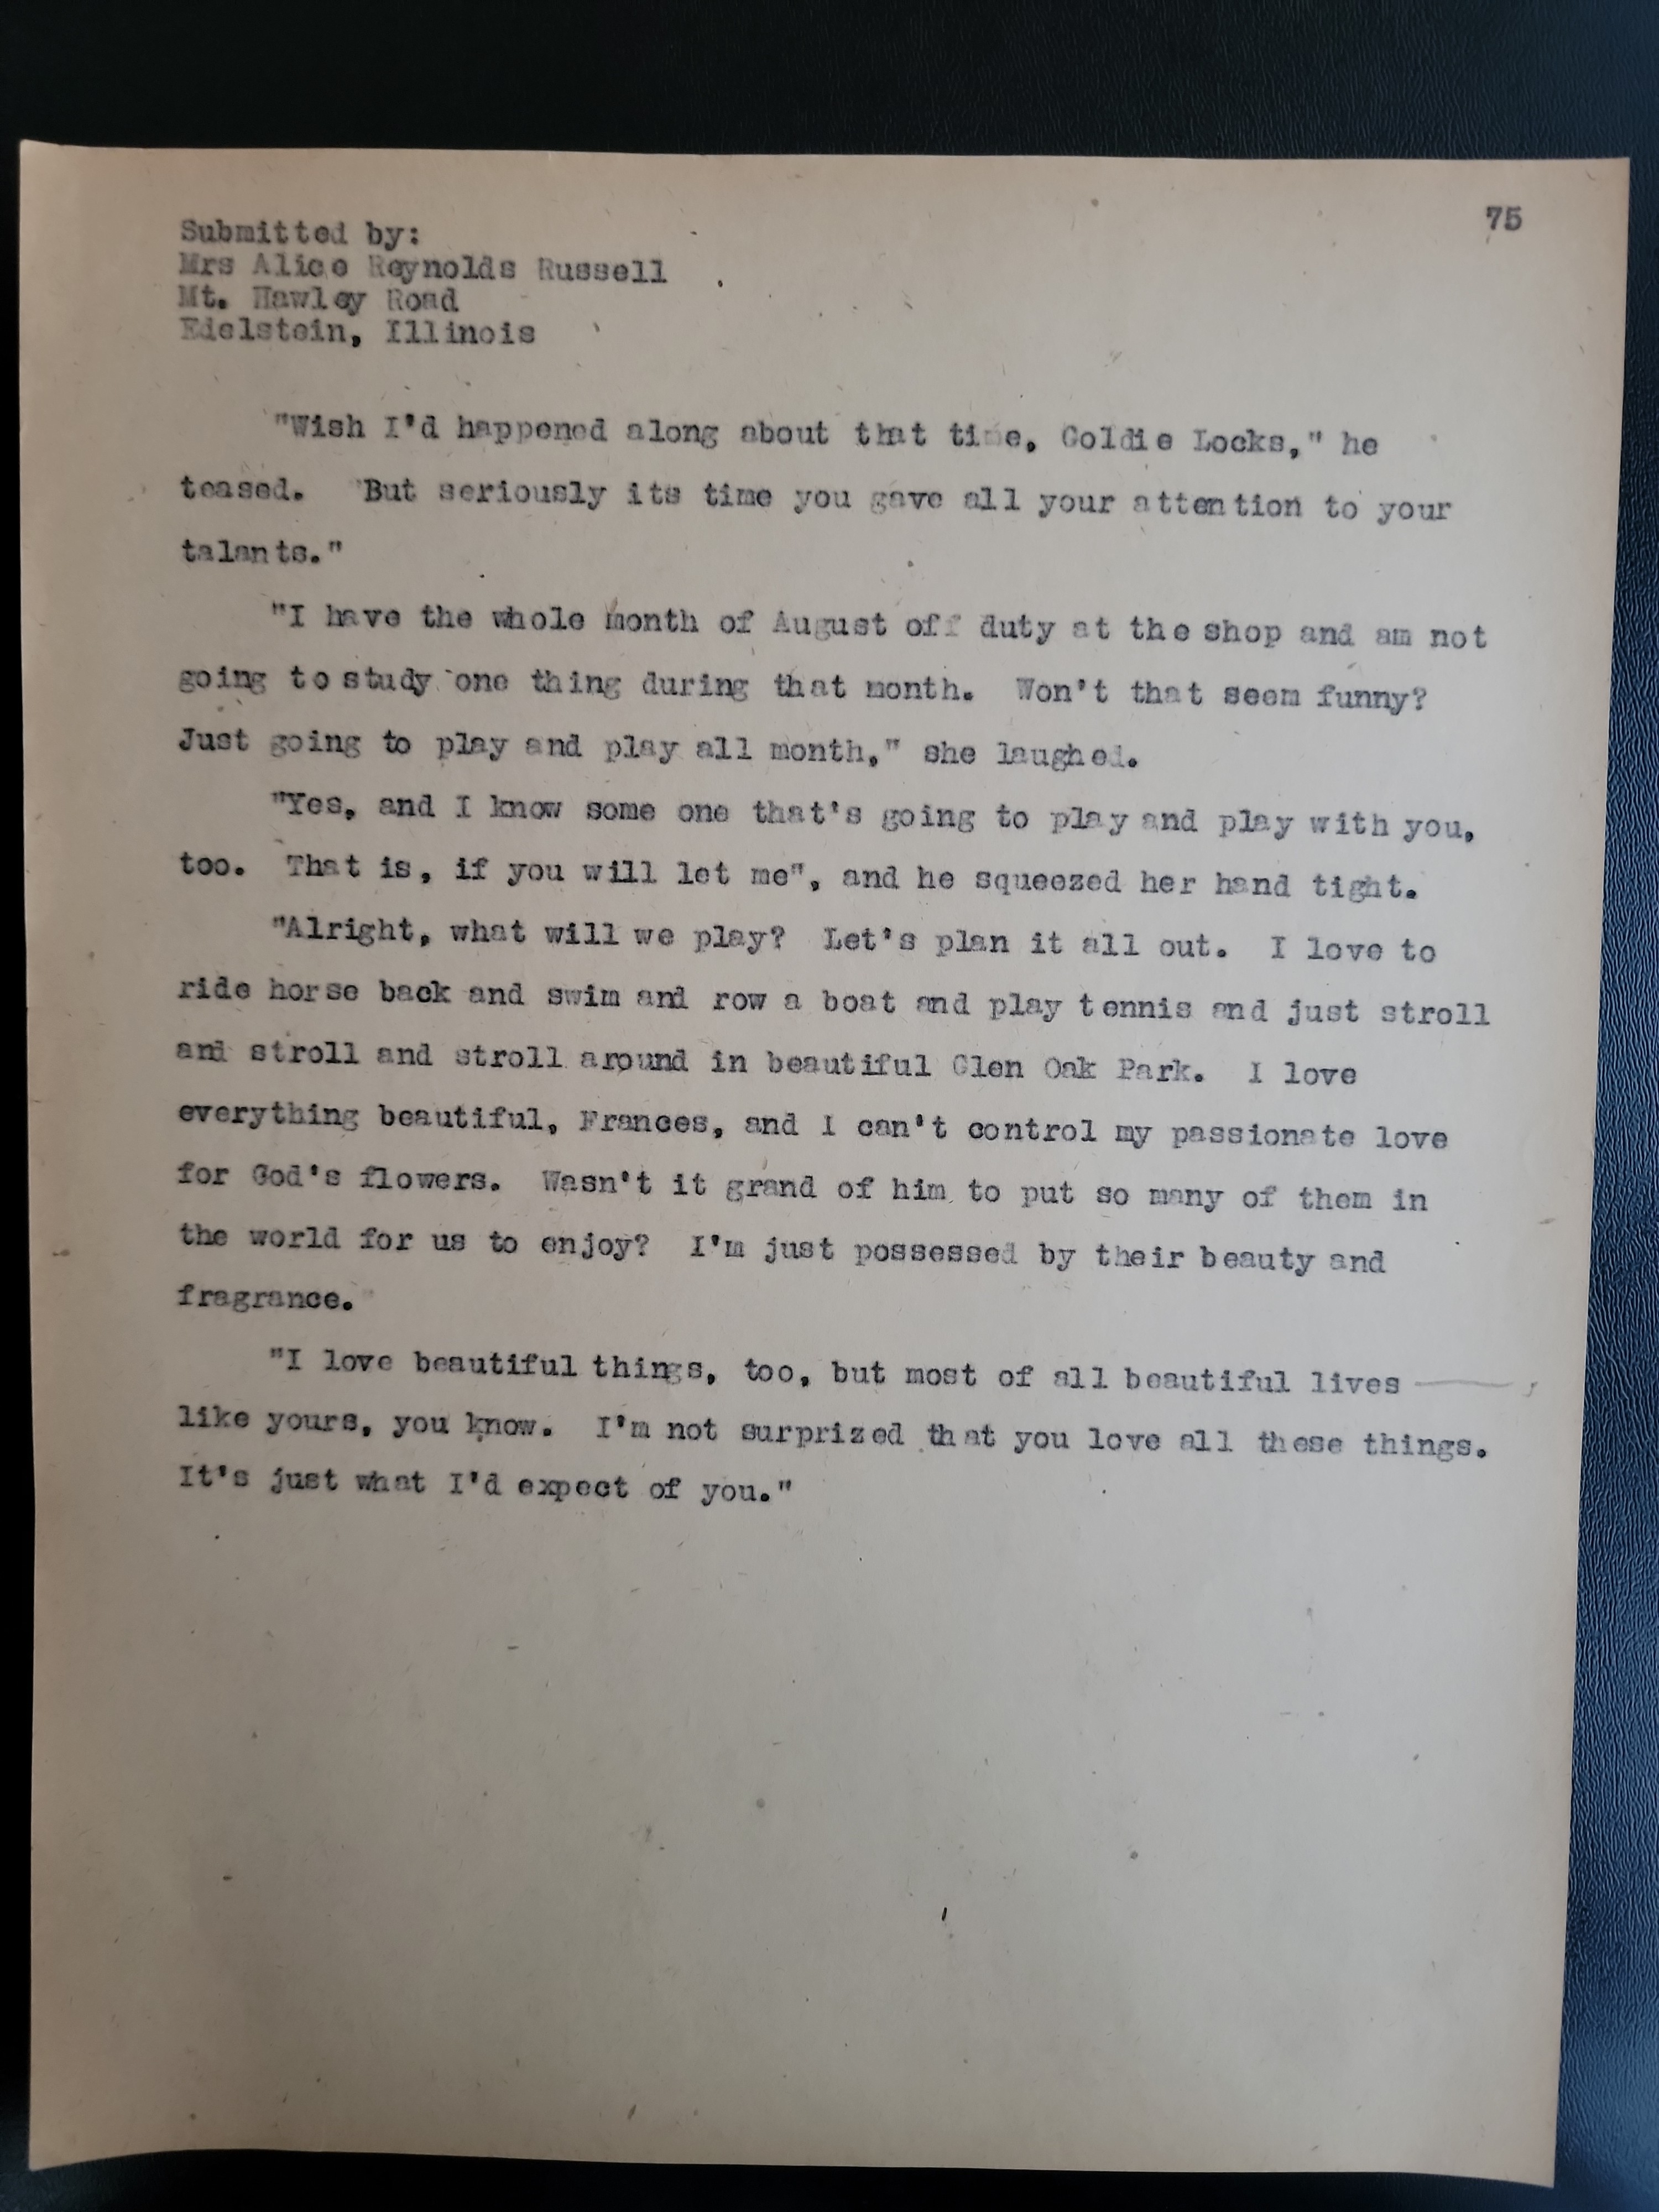 75
Submitted by:
Mrs Alice Reynolds Russell
Mt. Hawley Road
Edelstein, Illinois
"Wish I'd happened along about that time, Goldie Locks," he
teased. "But seriously its time you gave all your attention to your
talants."
"I have the whole month of August off duty at the shop and am not
going to study one thing during that month. Won't that seem funny?
Just going to play and play all month," she laughed.
"Yes, and I know some one that's going to play and play with you,
too. That is, if you will let me", and he squeezed her hand tight.
"Alright, what will we play? Let's plan it all out. I love to
ride horse back and swim and row a boat and play tennis and just stroll
and stroll and stroll around in beautiful Glen Oak Park. I love
everything beautiful, Frances, and I can't control my passionate love
for God's flowers. Wasn't it grand of him to put so many of them in
the world for us to enjoy? I'm just possessed by their beauty and
fragrance."
"I love beautiful things, too, but most of all beautiful lives
like yours, you know. I'm not surprized that you love all these things.
It's just what I'd expect of you."